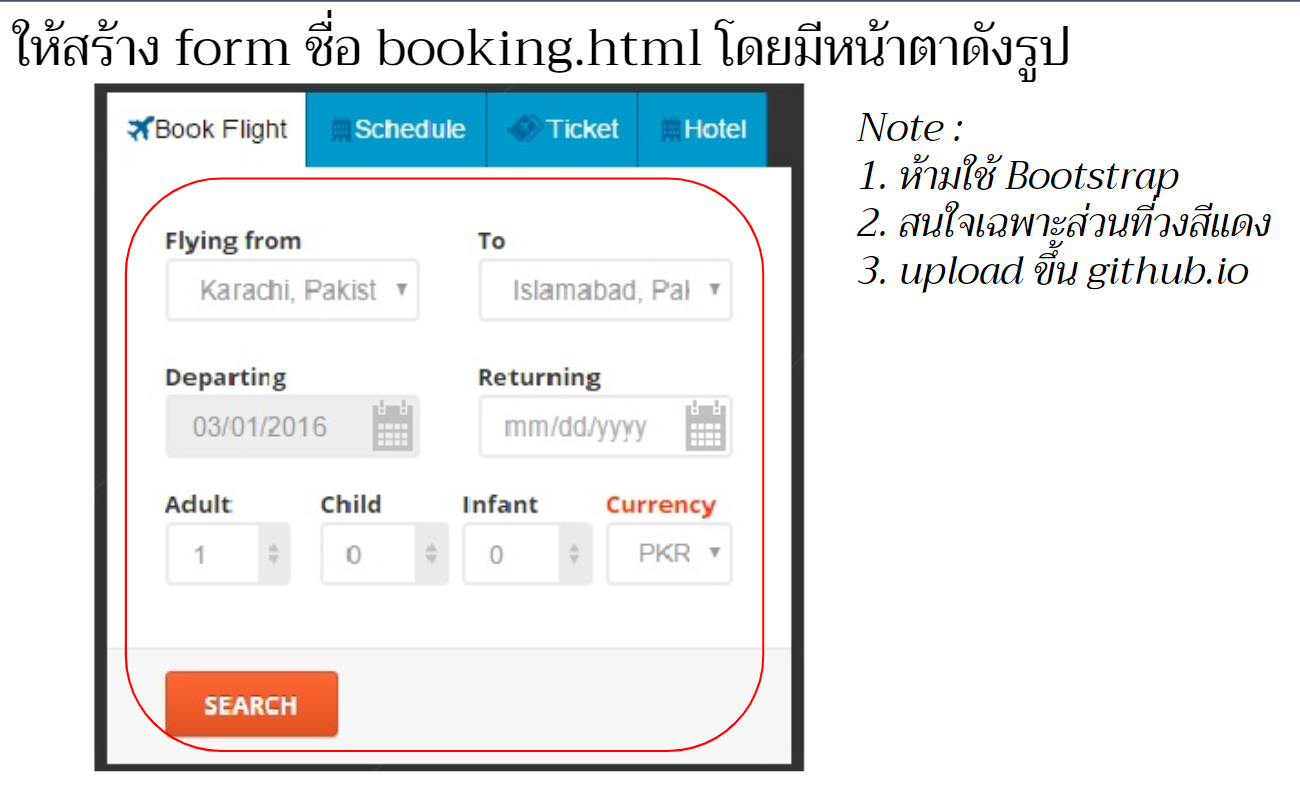 ให้สร้าง form ชื่อ booking.html โดยมีหน้าตาดังรูป
Book Flight Schedule Ticket Hotel
Note :
1. ห้ามใช้ Bootstrap
2. สนใจเฉพาะส่วนที่วงสีแดง
3. upload ขึ้น github.io
Flying from To
Karachi, Pakist Islamabad, Pal
Departing Returning
03/01/2016 mm/dd/yyyy
Adult Child Infant Currency
1 0 0 PKR
SEARCH